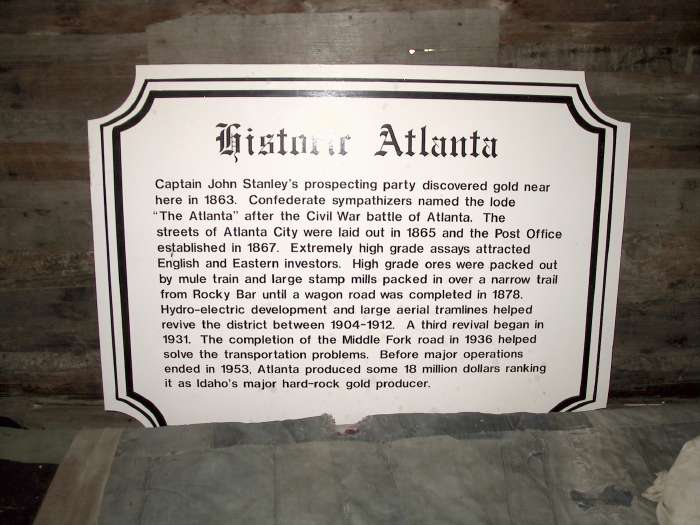 Historic Atlanta
Captain John Stanley's prospecting party discovered gold near
here in 1863. Confederate sympathizers named the lode
"The Atlanta" after the Civil War battle of Atlanta. The
streets of Atlanta City were laid out in 1865 and the Post Office
established in 1867. Extremely high grade assays attracted
English and Eastern investors. High grade ores were packed out
by mule train and large stamp mills packed in over a narrow trail
from Rocky Bar until a wagon road was completed in 1878.
Hydro-electric development and large aerial tramlines helped
revive the district between 1904-1912. A third revival began in
1931. The completion of the Middle Fork road in 1936 helped
solve the transportation problems. Before major operations
ended in 1953, Atlanta produced some 18 million dollars ranking
it as Idaho's major hard-rock gold producer.